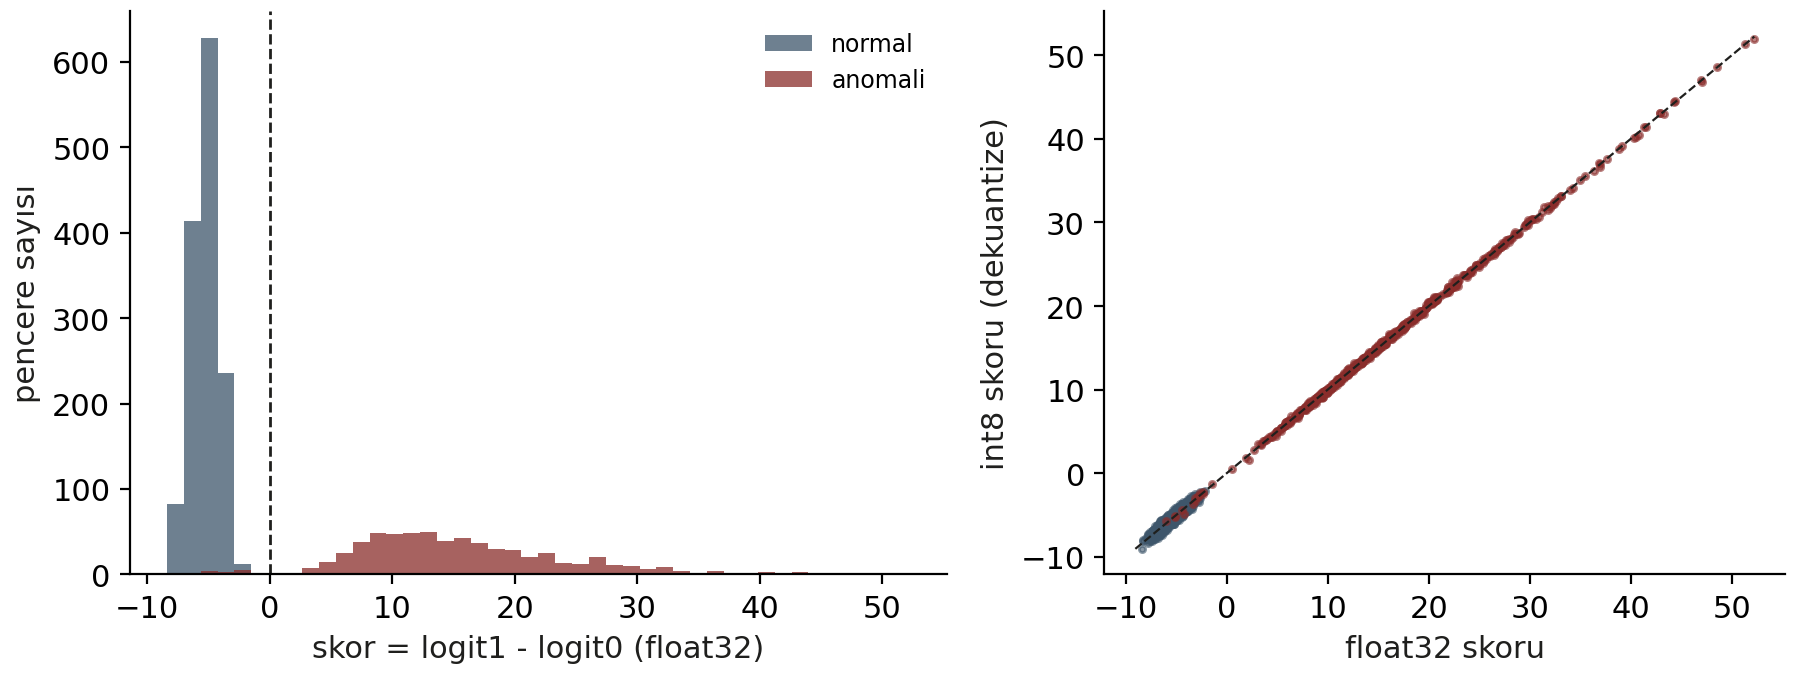 normal
anomali
pencere sayısı
600
500
400
300
200
100
0
−10 0 10 20 30 40 50
skor = logit1 - logit0 (float32)
int8 skoru (dekuantize)
50
40
30
20
10
0
−10
−10 0 10 20 30 40 50
float32 skoru